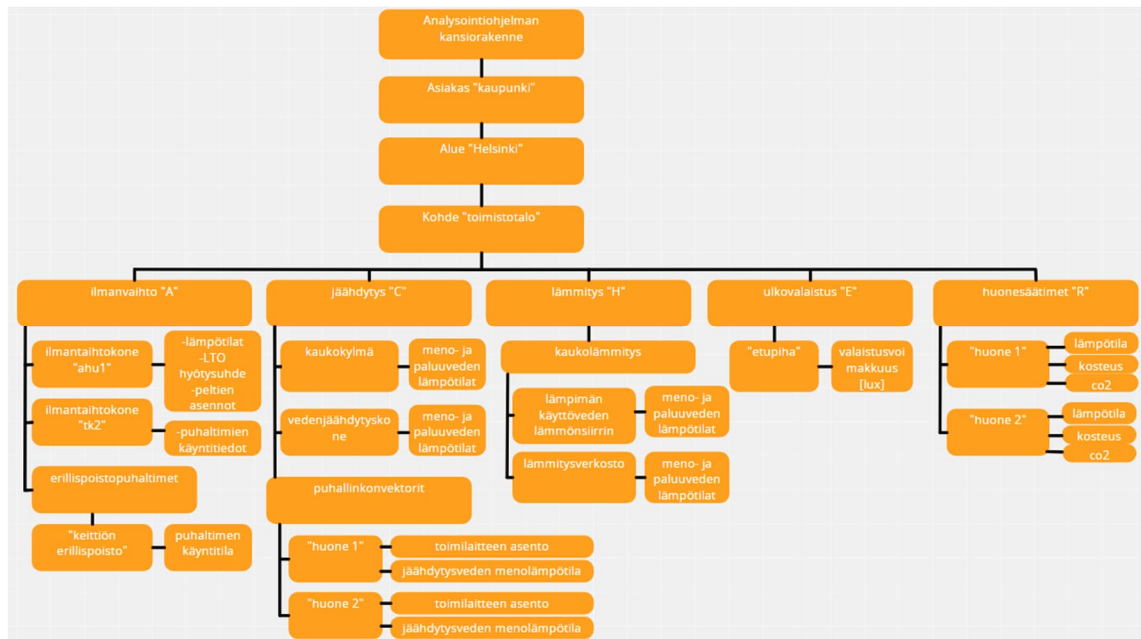 Analysointiohjelman
kansiorakenne
Asiakas "kaupunki"
Alue "Helsinki"
Kohde "toimistotalo"
ilmanvaihto "A"
ilmantaihtokone
"ahu1"
-lämpötilat
-LTO
hyötysuhde
-peltien
asennot
ilmantaihtokone
"tk2"
-puhaltimien
käyntitiedot
erillispoistopuhaltimet
"keittiön
erillispoisto"
puhaltimen
käyntitila
jäähdytys "C"
kaukokylmä
meno- ja
paluuveden
lämpötilat
vedenjäähdytysko
ne
meno- ja
paluuveden
lämpötilat
puhallinkonvektorit
"huone 1"
toimilaitteen asento
jäähdytysveden menolämpötila
"huone 2"
toimilaitteen asento
jäähdytysveden menolämpötila
lämmitys "H"
kaukolämmitys
lämpimän
käyttöveden
lämmönsiirrin
meno- ja
paluuveden
lämpötilat
lämmitysverkosto
meno- ja
paluuveden
lämpötilat
ulkovalaistus "E"
"etupiha"
valaistusvoi
makkuus
[lux]
huonesäätimet "R"
"huone 1"
lämpötila
kosteus
co2
"huone 2"
lämpötila
kosteus
co2